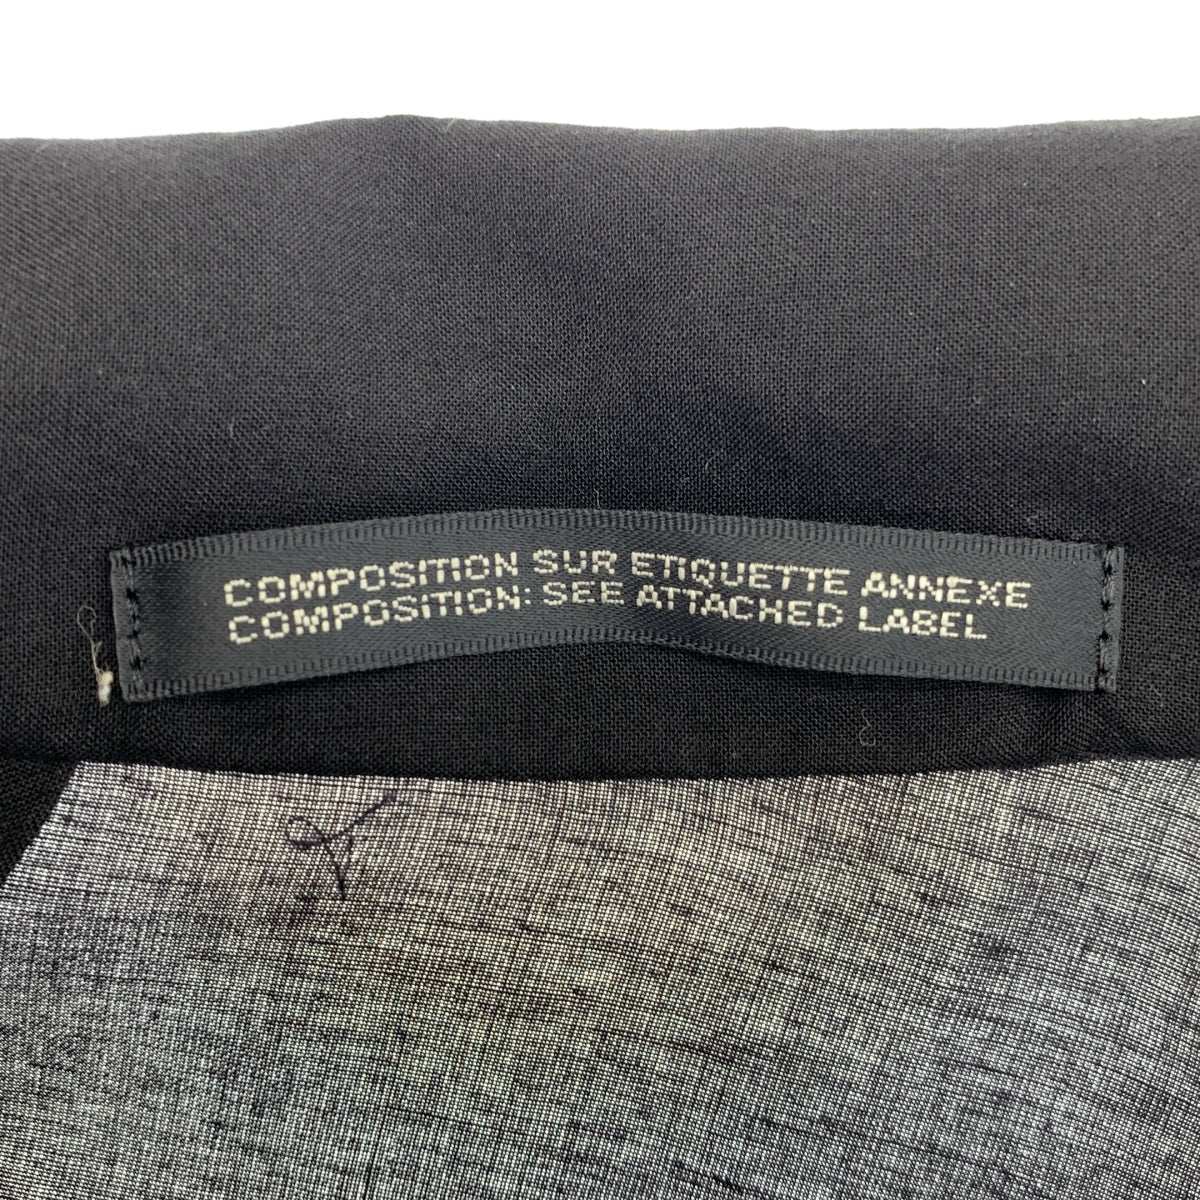 COMPOSITION SUR ETIQUETTE ANNEXE
COMPOSITION: SEE ATTACHED LABEL